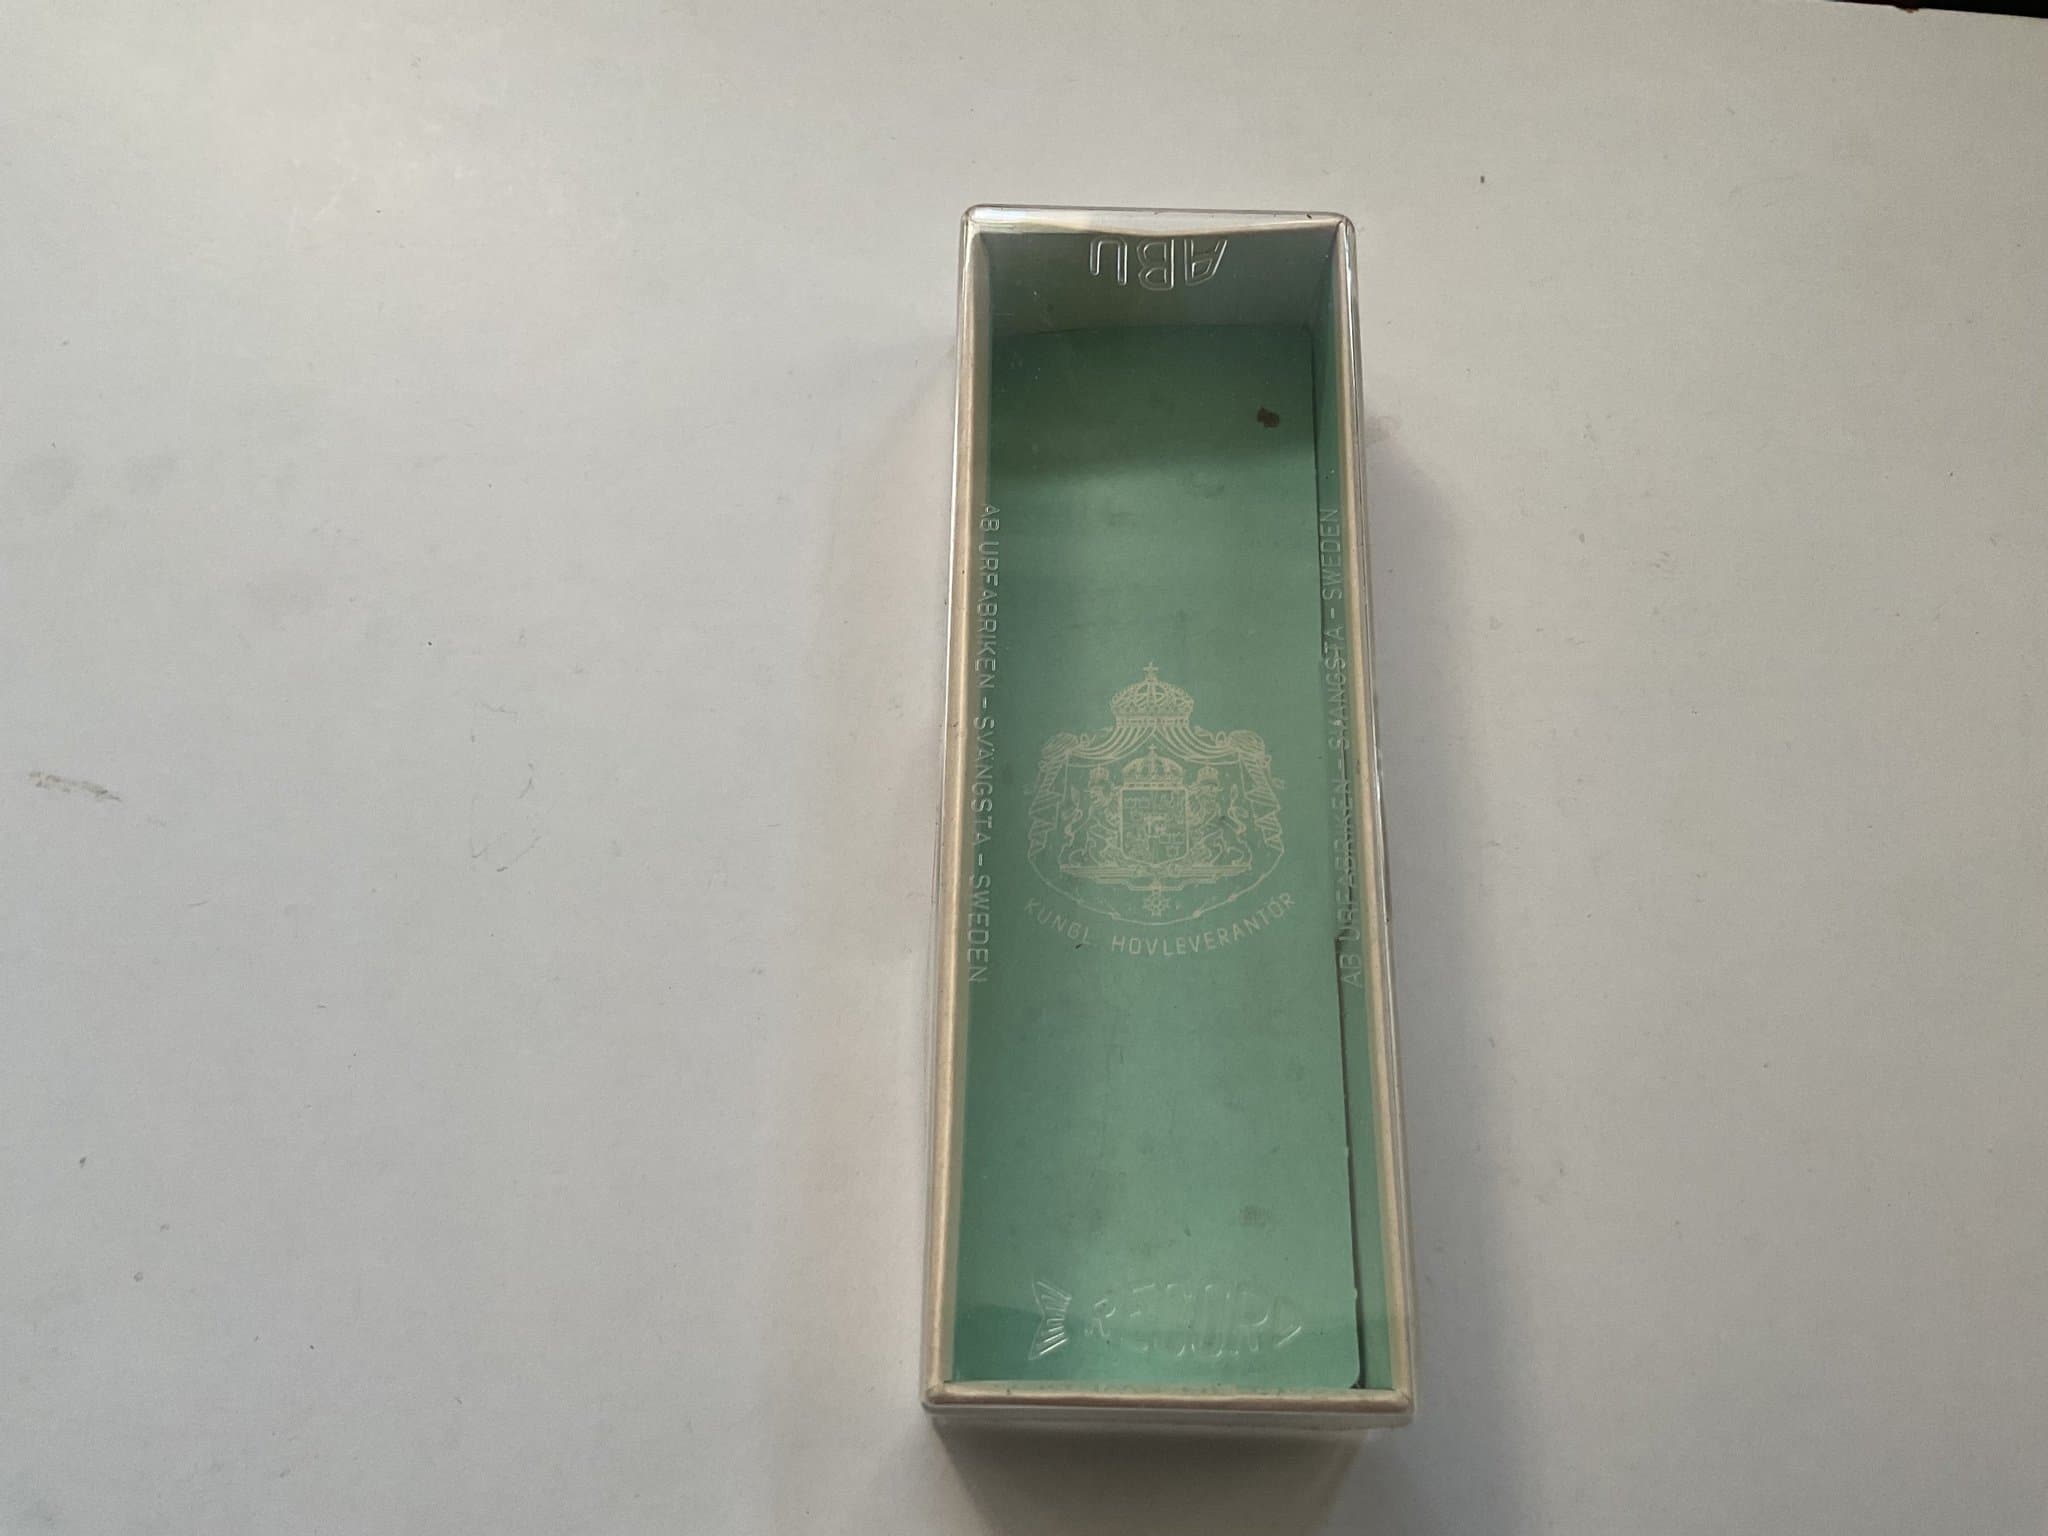 ABU
AB URFABRIKEN - SVÄNGSTA - SWEDEN
AB URFABRIKEN - SVÄNGSTA - SWEDEN
KUNGL. HOVLEVERANTÖR
RECORD